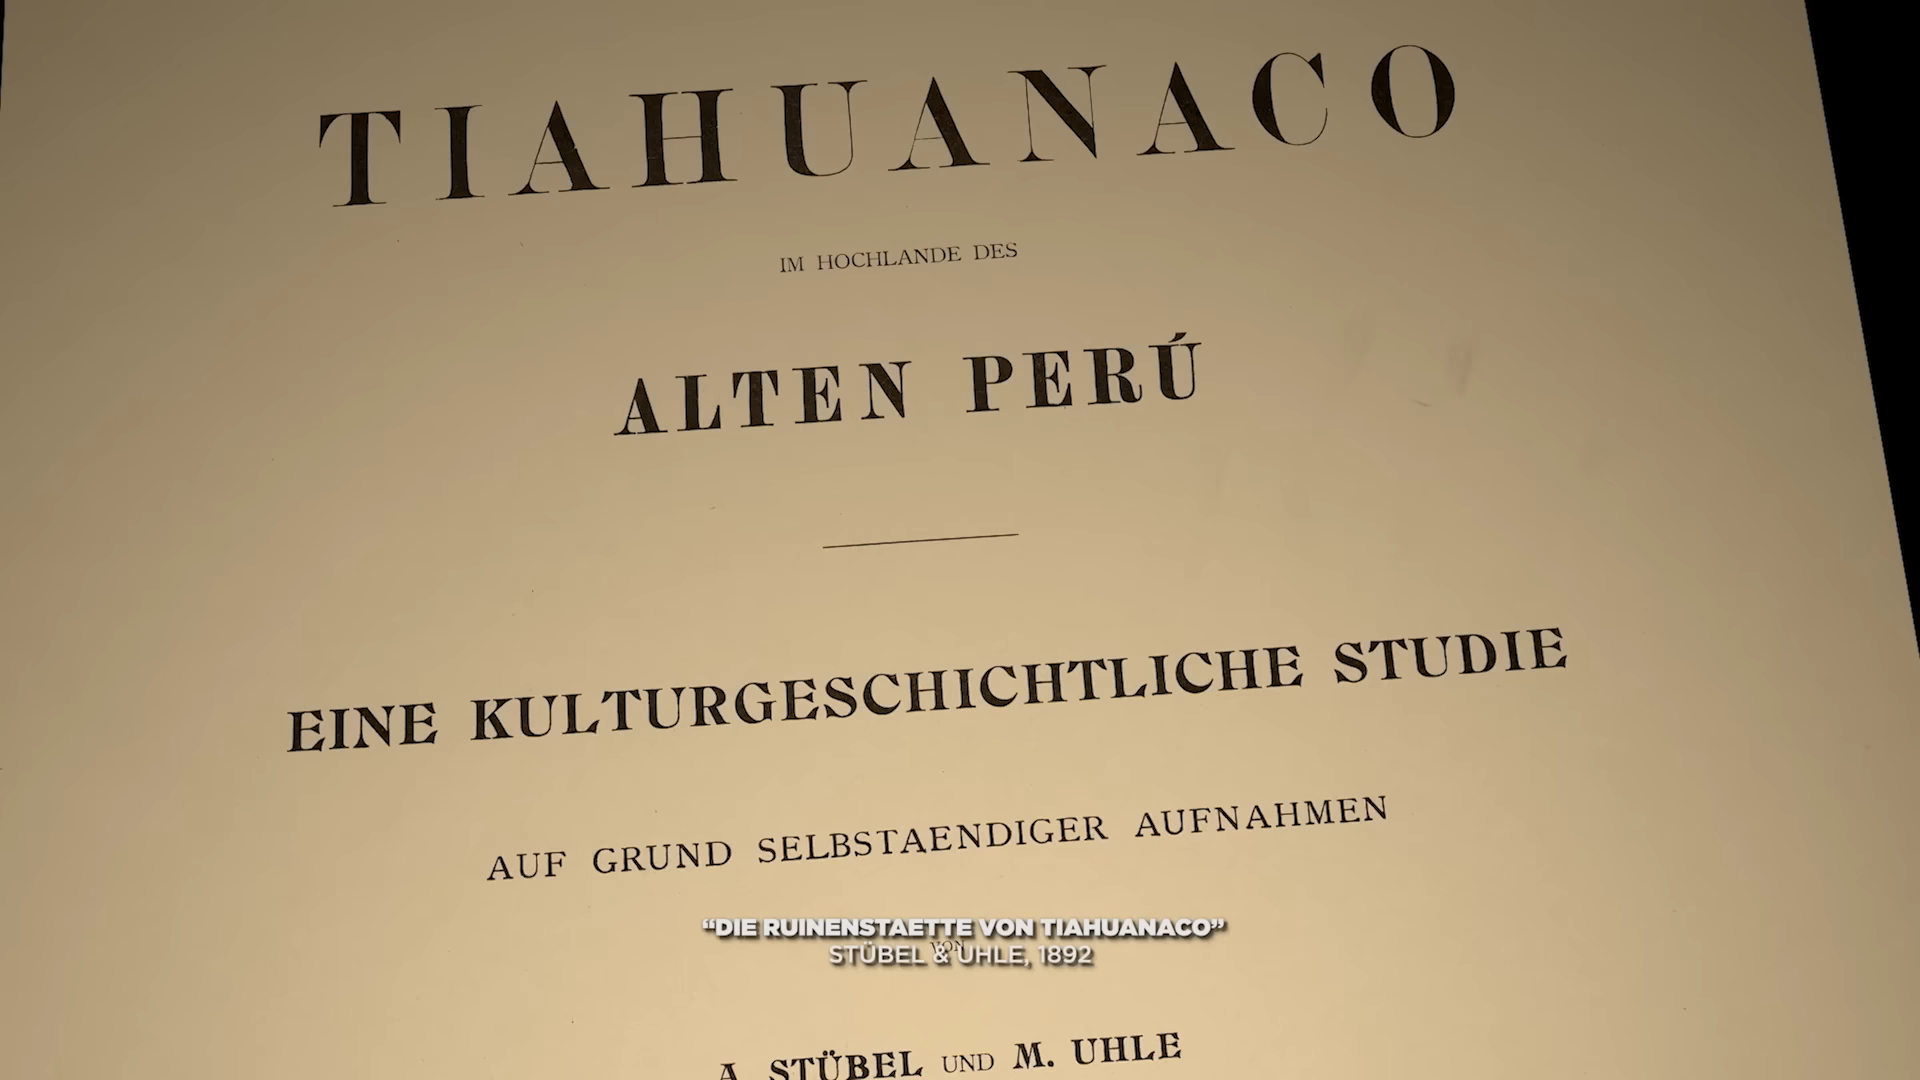 TIAHUANACO
IM HOCHLANDE DES
ALTEN PERÚ
EINE KULTURGESCHICHTLICHE STUDIE
AUF GRUND SELBSTAENDIGER AUFNAHMEN
“DIE RUINENSTAETTE VON TIAHUANACO”
VON
STÜBEL & UHLE, 1892
A. STÜBEL UND M. UHLE